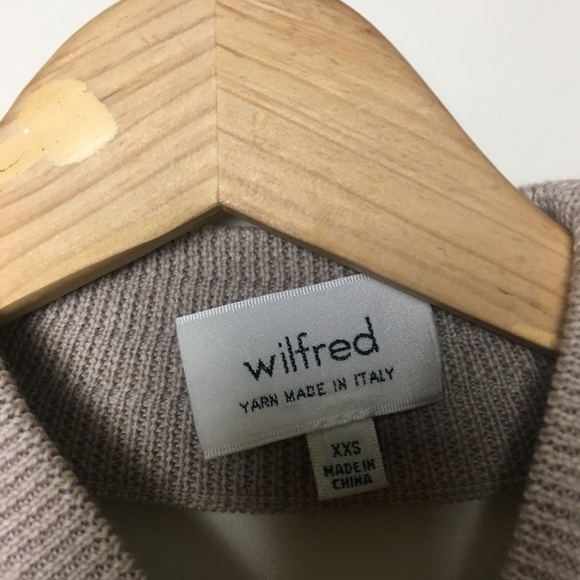 wilfred
YARN MADE IN ITALY
XXS
MADE IN
CHINA